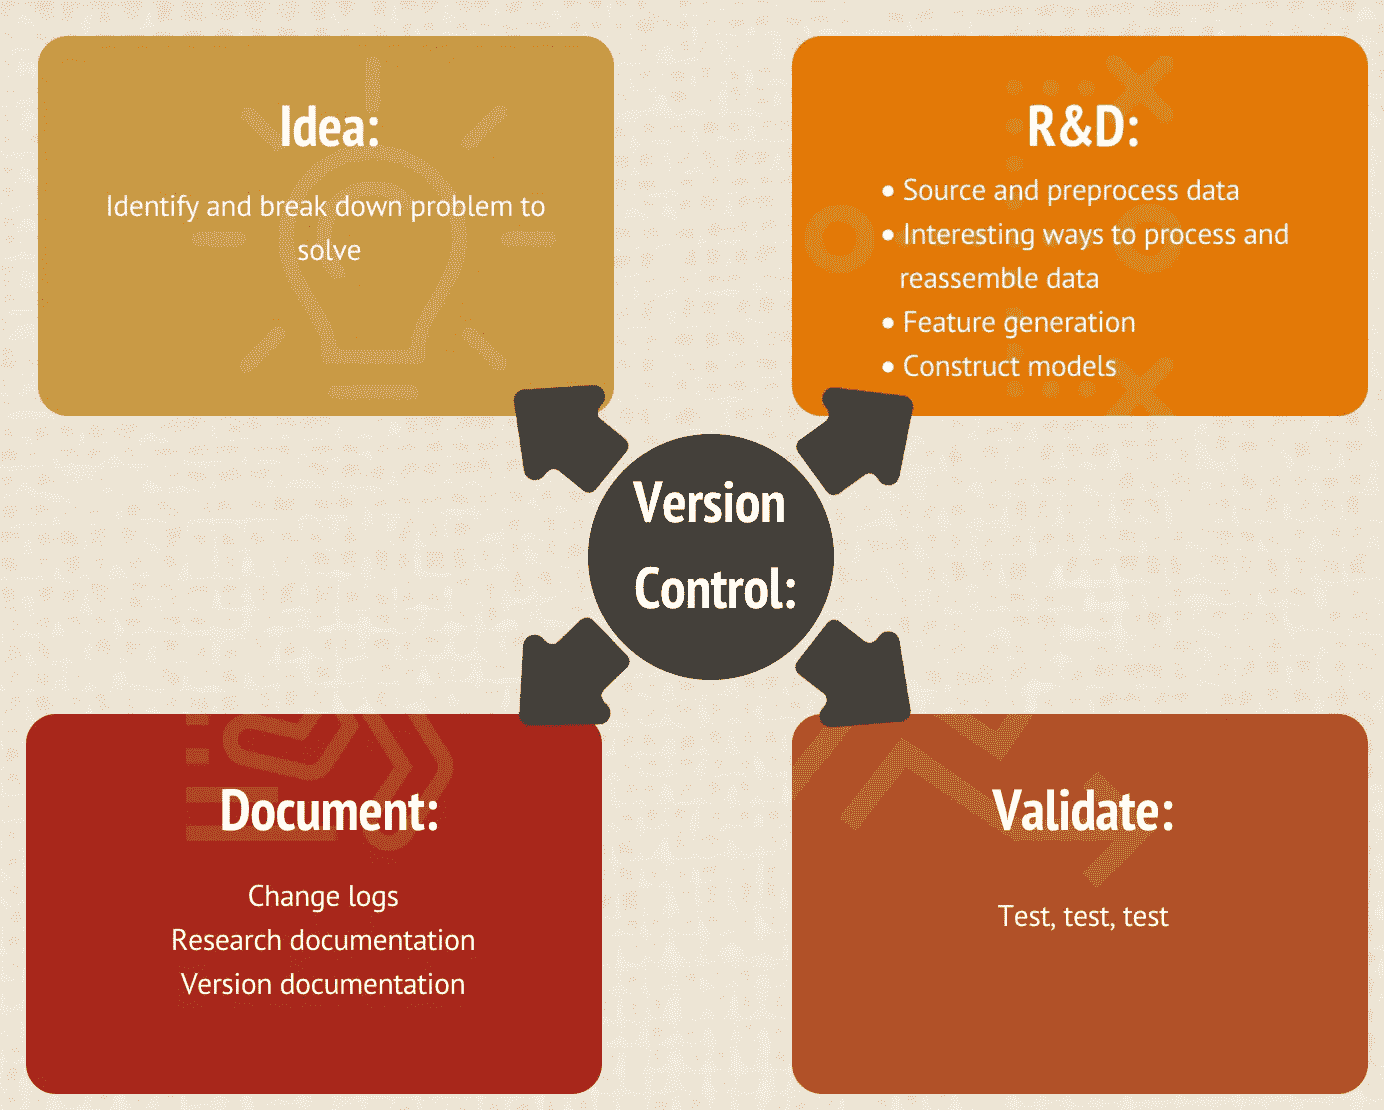 Idea:
Identify and break down problem to
solve
R&D:
• Source and preprocess data
• Interesting ways to process and
reassemble data
• Feature generation
• Construct models
Version
Control:
Document:
Change logs
Research documentation
Version documentation
Validate:
Test, test, test